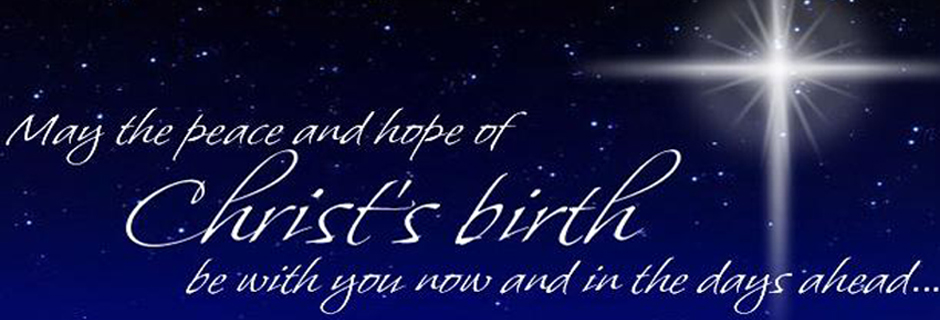 May the peace and hope of
Christ's birth
be with you now and in the days ahead...